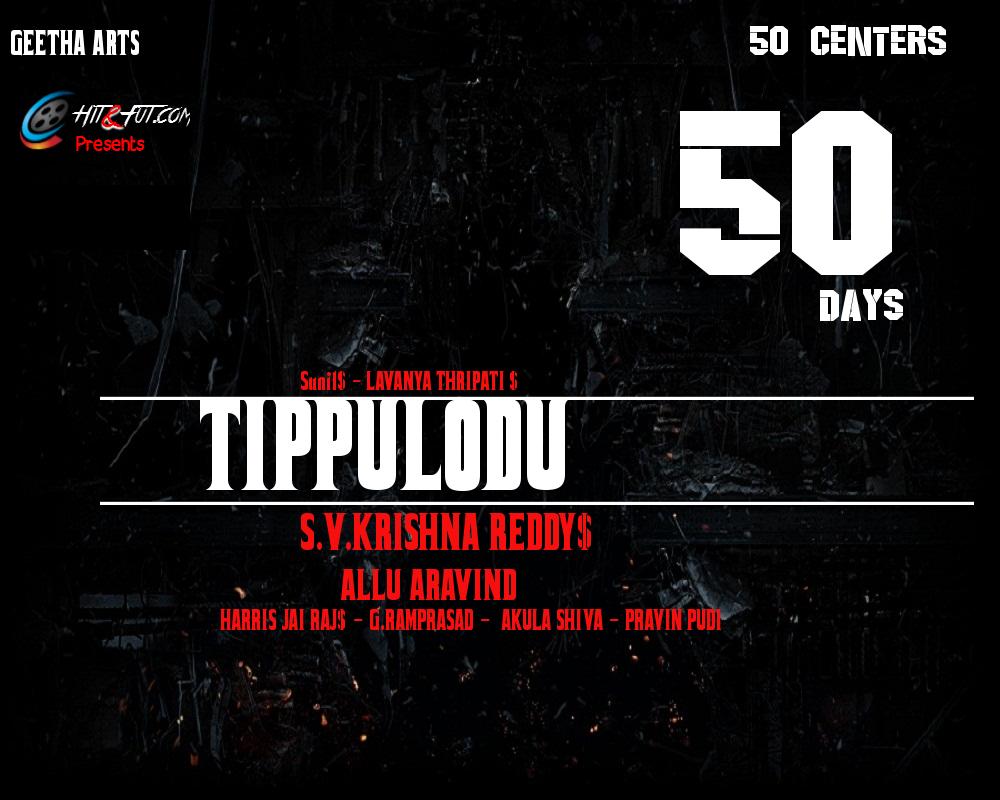 GEETHA ARTS
50 CENTERS
HIT&FUT.COM
Presents
50
DAYS
Sunil$ - LAVANYA THRIPATI $
TIPPULODU
S.V.KRISHNA REDDY$
ALLU ARAVIND
HARRIS JAI RAJ$ - G.RAMPRASAD - AKULA SHIVA - PRAVIN PUDI